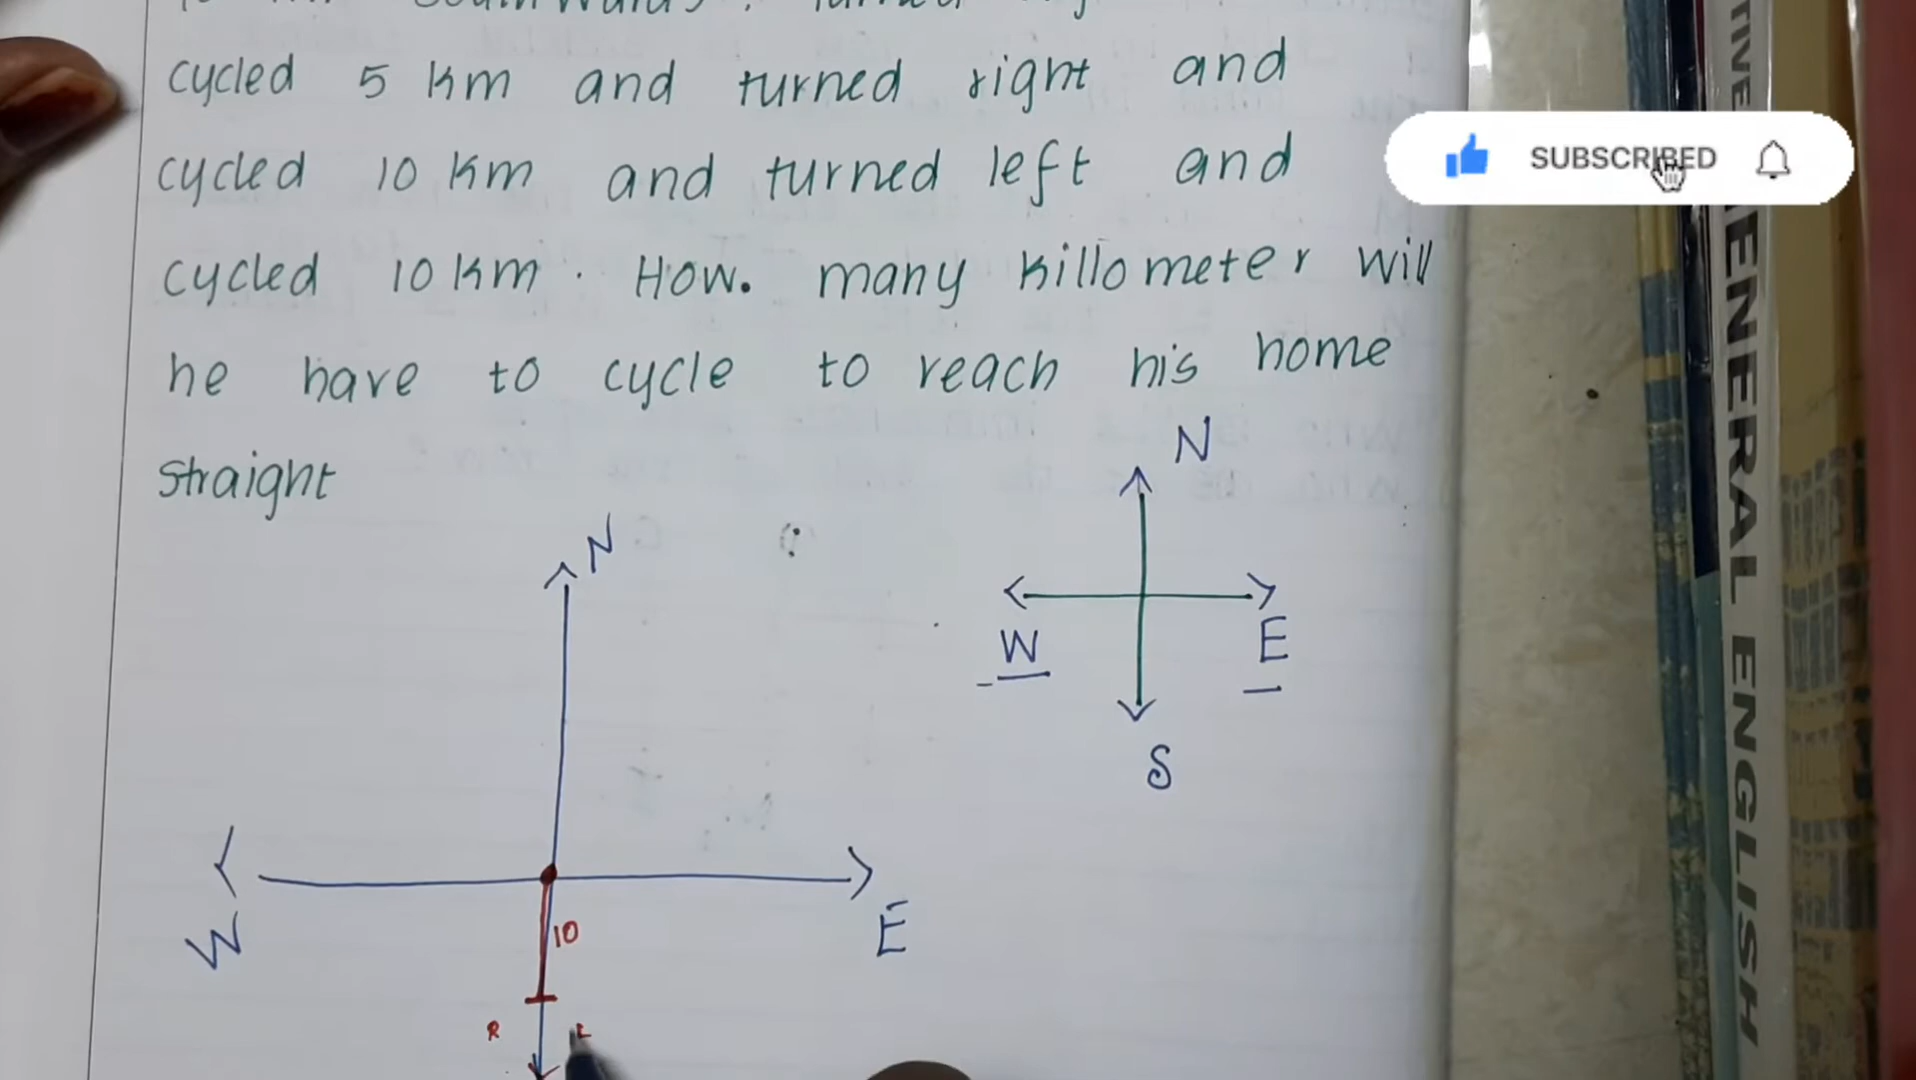 cycled 5 km and turned right and
cycled 10 km and turned left and
cycled 10 km. How. many killometer will
he have to cycle to reach his home
straight
SUBSCRIBED
N
W E
S
N
W E
10
R L
ENERAL ENGLISH